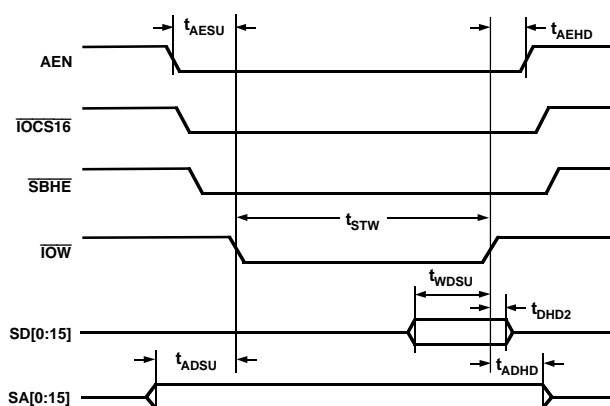 tAESU
tAEHD
AEN
IOCS16
SBHE
tSTW
IOW
tWDSU
tDHD2
SD[0:15]
tADSU
tADHD
SA[0:15]